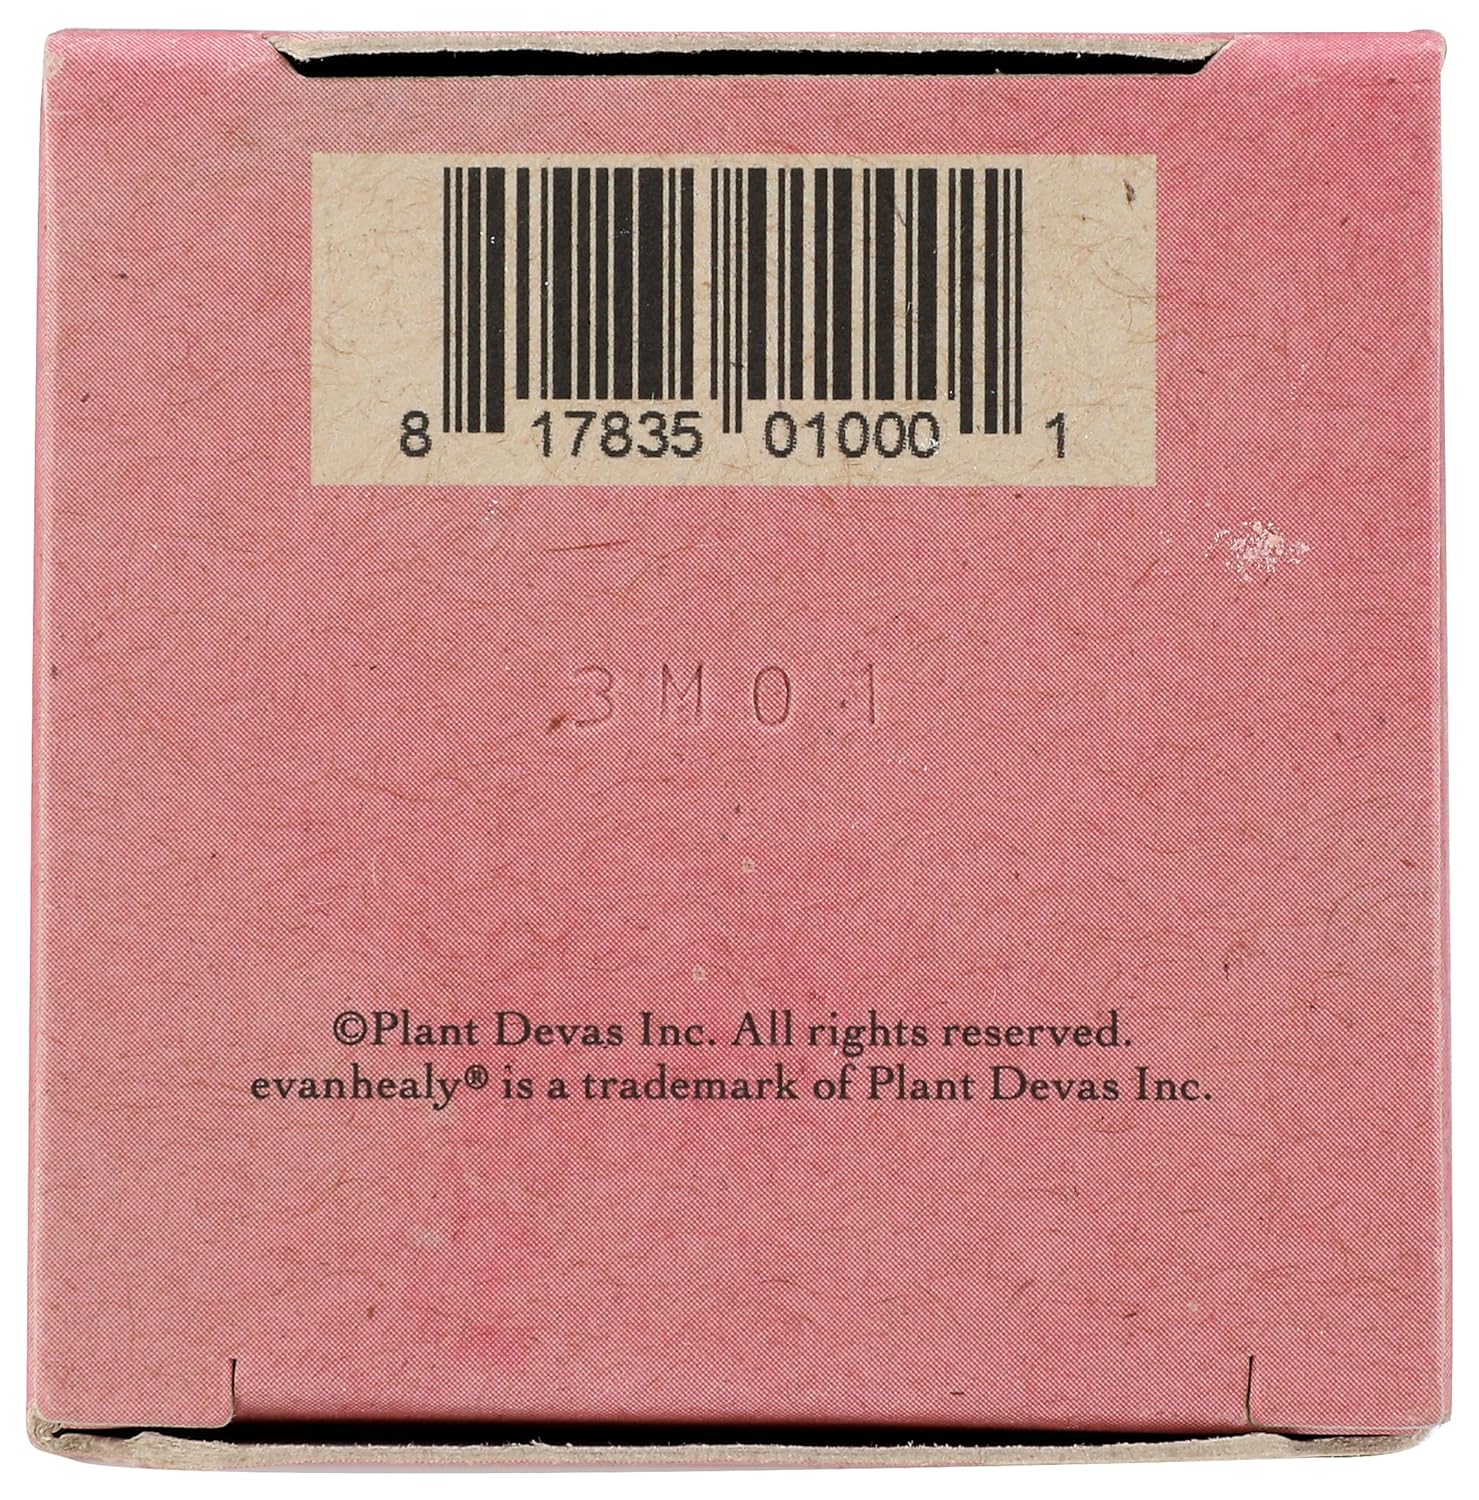 8 17835 01000 1
3M01
©Plant Devas Inc. All rights reserved.
evanhealy® is a trademark of Plant Devas Inc.